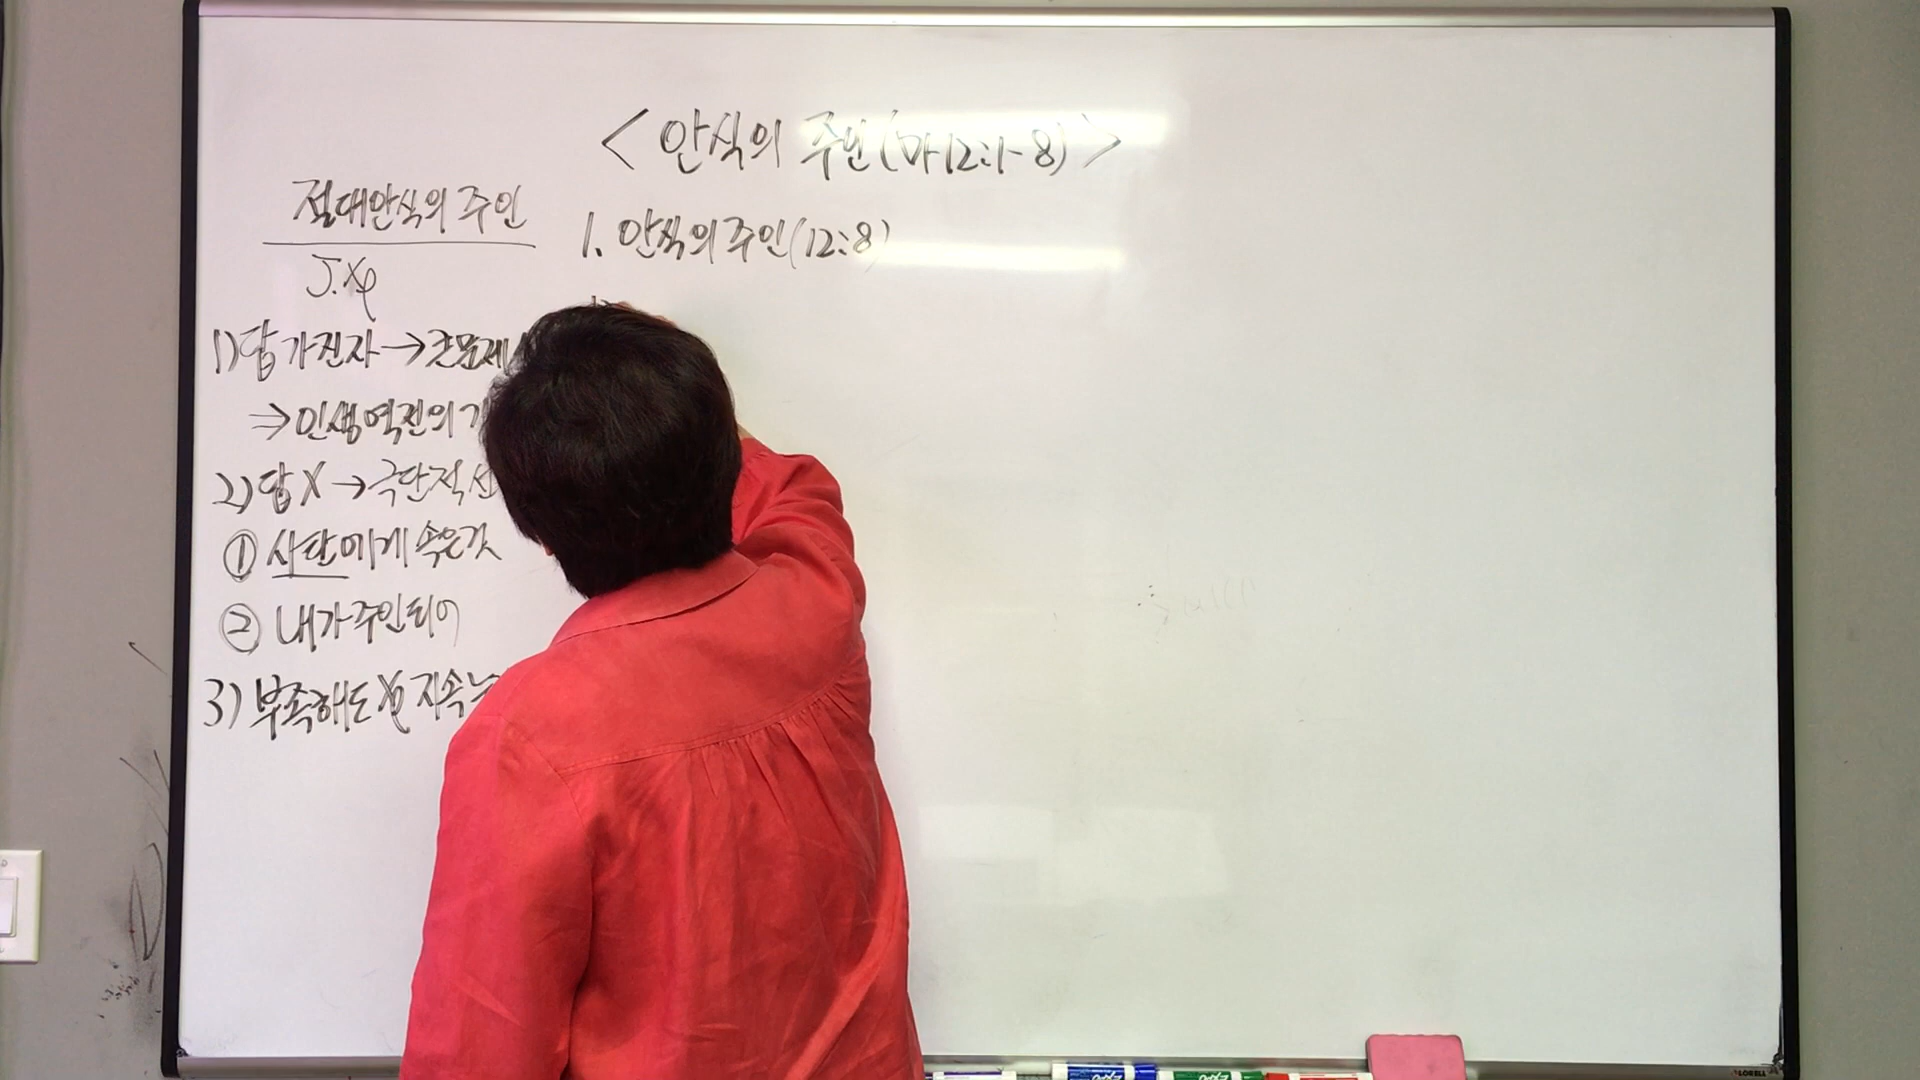 < 안식의 주인(마12:1-8) >
절대안식의 주인
J.X
1. 안식의 주인(12:8)
1) 답 가진자 → 큰문제
⇒ 인생역전의
2) 답 X → 극단적
① 사탄에게 속은것
② 내가 주인되어
3) 부족해도 지속
EXPO
EXPO
LORELL